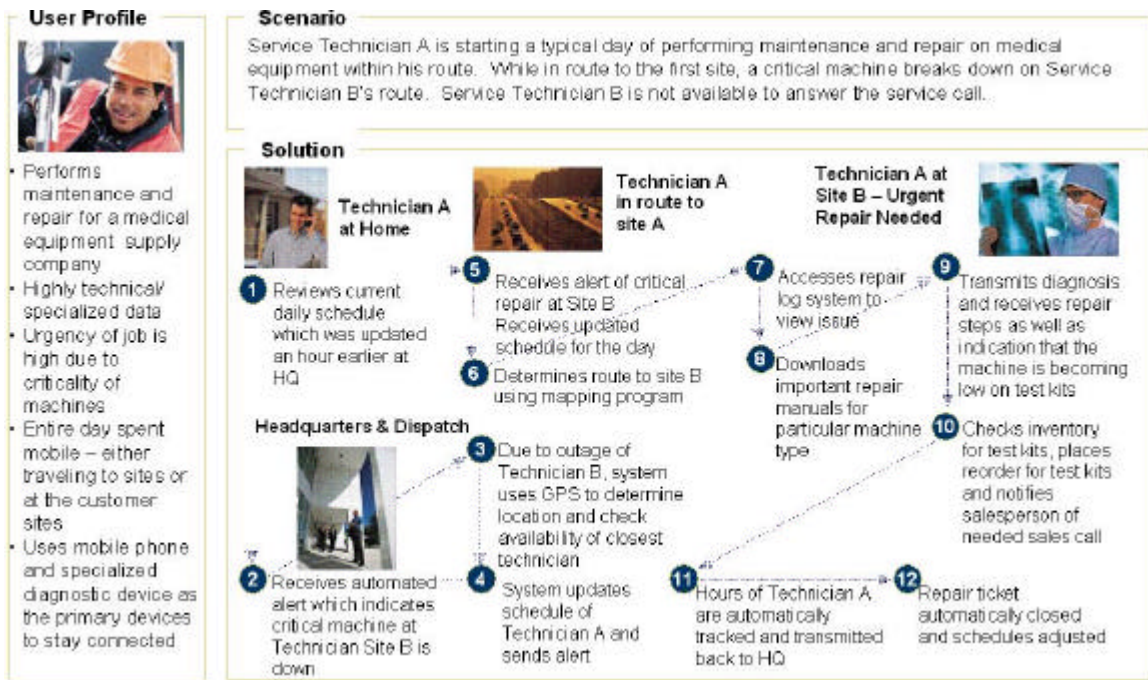 User Profile
• Performs
maintenance and
repair for a medical
equipment supply
company
• Highly technical/
specialized data
• Urgency of job is
high due to
criticality of
machines
• Entire day spent
mobile – either
traveling to sites or
at the customer
sites
• Uses mobile phone
and specialized
diagnostic device as
the primary devices
to stay connected
Scenario
Service Technician A is starting a typical day of performing maintenance and repair on medical
equipment within his route. While in route to the first site, a critical machine breaks down on Service
Technician B's route. Service Technician B is not available to answer the service call.
Solution
Technician A
at Home
1 Reviews current
daily schedule
which was updated
an hour earlier at
HQ
Headquarters & Dispatch
2 Receives automated
alert which indicates
critical machine at
Technician Site B is
down
3 Due to outage of
Technician B, system
uses GPS to determine
location and check
availability of closest
technician
4 System updates
schedule of
Technician A and
sends alert
Technician A
in route to
site A
5 Receives alert of critical
repair at Site B
Receives updated
schedule for the day
6 Determines route to site B
using mapping program
Technician A at
Site B – Urgent
Repair Needed
7 Accesses repair
log system to
view issue
8 Downloads
important repair
manuals for
particular machine
type
9 Transmits diagnosis
and receives repair
steps as well as
indication that the
machine is becoming
low on test kits
10 Checks inventory
for test kits, places
reorder for test kits
and notifies
salesperson of
needed sales call
11 Hours of Technician A
are automatically
tracked and transmitted
back to HQ
12 Repair ticket
automatically closed
and schedules adjusted